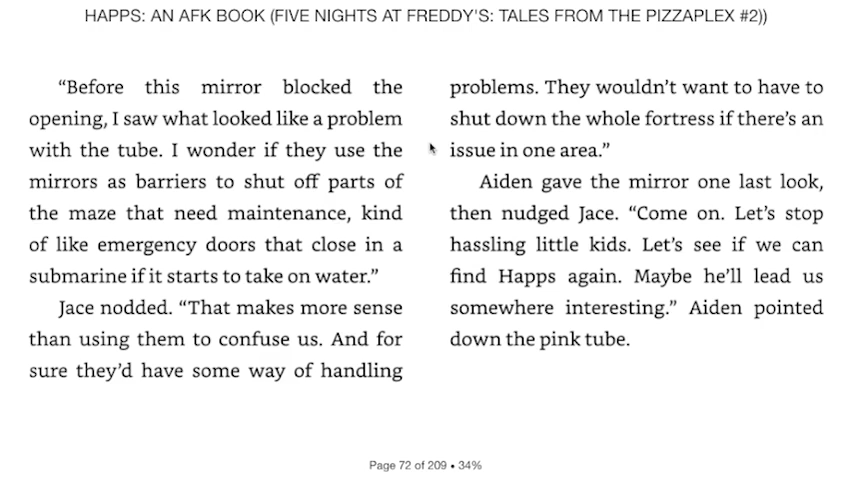 HAPPS: AN AFK BOOK (FIVE NIGHTS AT FREDDY'S: TALES FROM THE PIZZAPLEX #2))
“Before this mirror blocked the
opening, I saw what looked like a problem
with the tube. I wonder if they use the
mirrors as barriers to shut off parts of
the maze that need maintenance, kind
of like emergency doors that close in a
submarine if it starts to take on water.”
Jace nodded. “That makes more sense
than using them to confuse us. And for
sure they’d have some way of handling
problems. They wouldn’t want to have to
shut down the whole fortress if there’s an
issue in one area.”
Aiden gave the mirror one last look,
then nudged Jace. “Come on. Let’s stop
hassling little kids. Let’s see if we can
find Happs again. Maybe he’ll lead us
somewhere interesting.” Aiden pointed
down the pink tube.
Page 72 of 209 • 34%